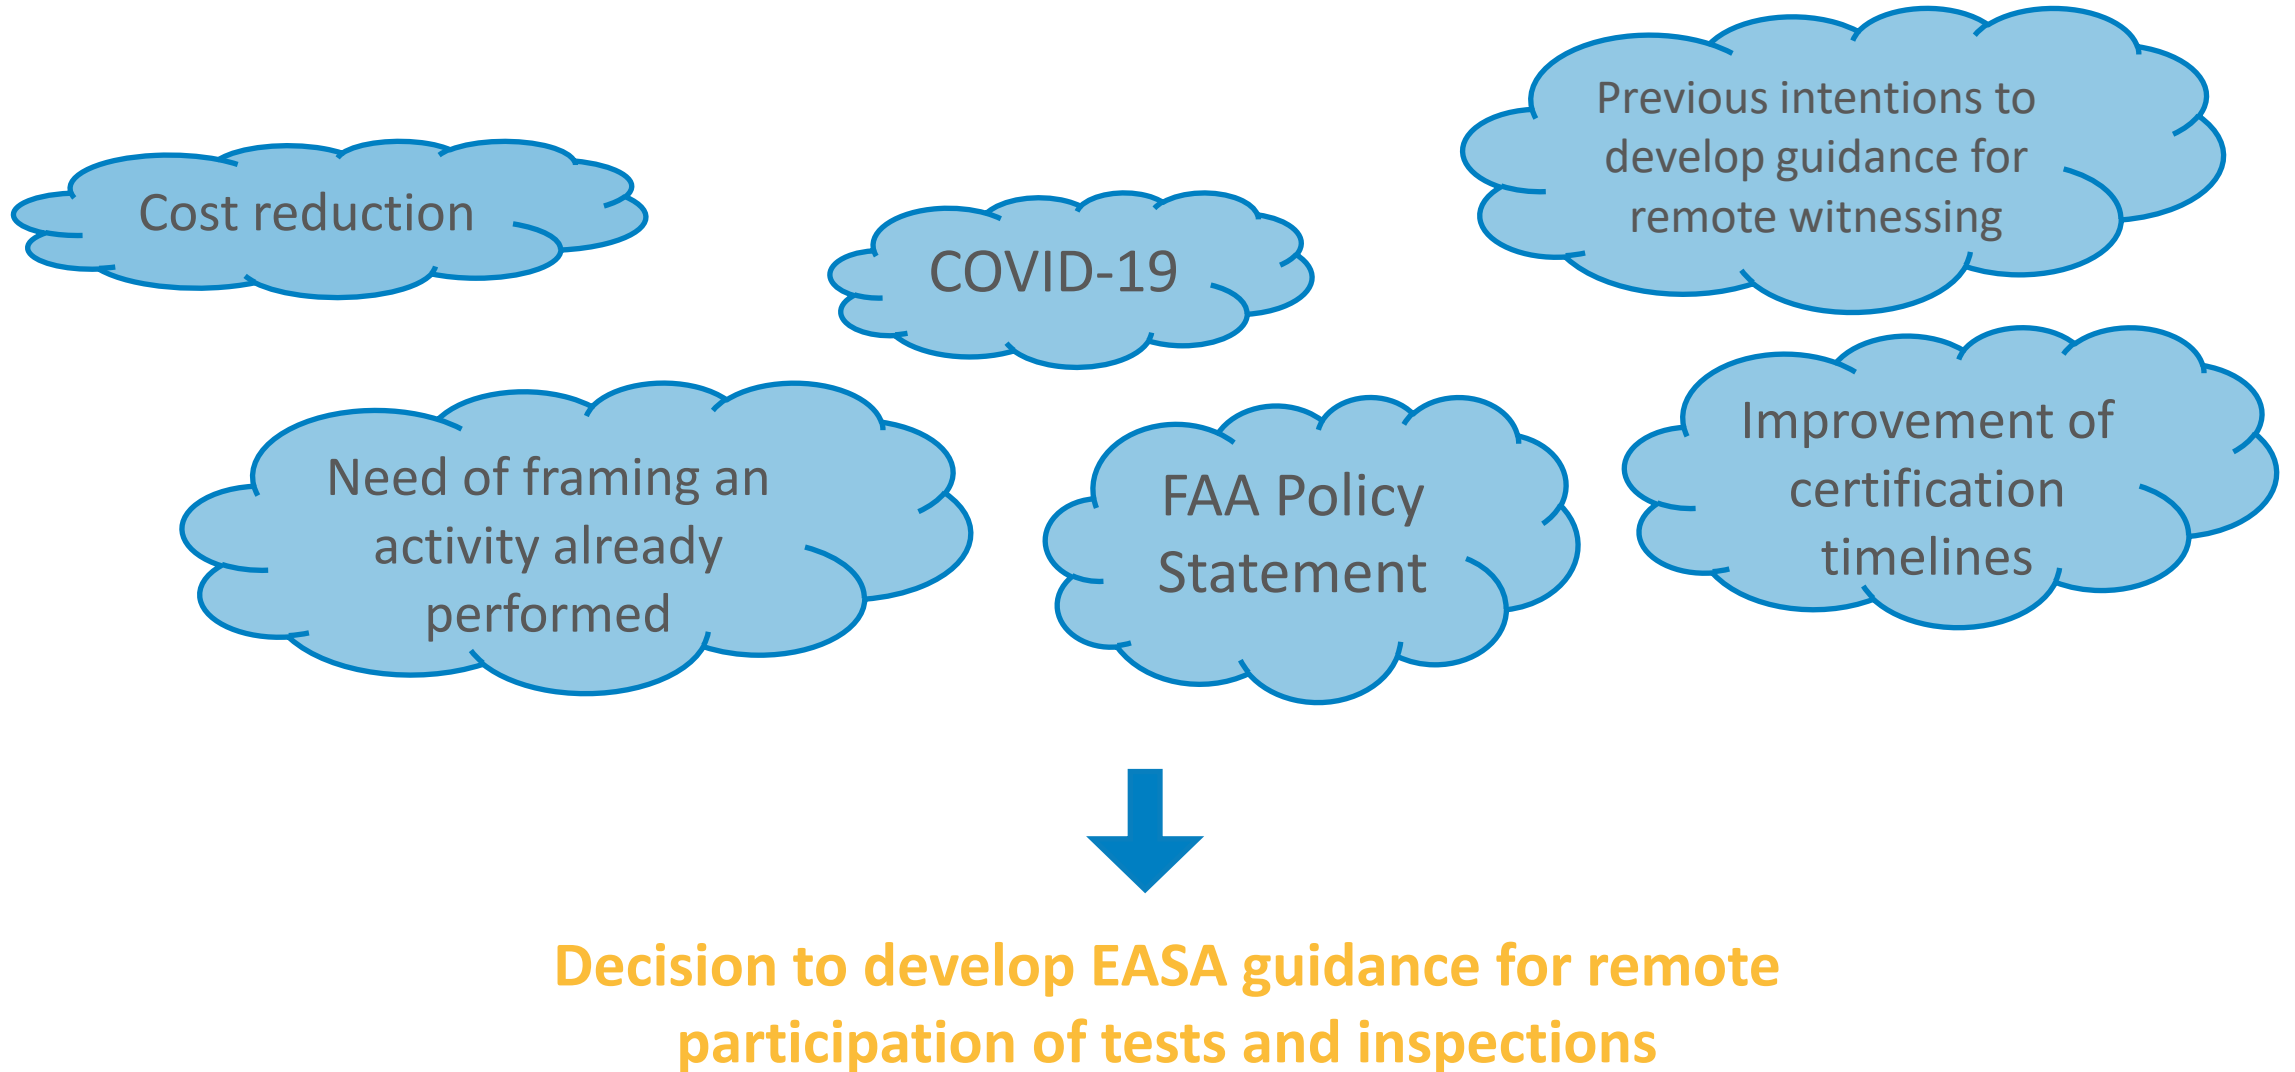 Cost reduction
COVID-19
Previous intentions to
develop guidance for
remote witnessing
Need of framing an
activity already
performed
FAA Policy
Statement
Improvement of
certification
timelines
Decision to develop EASA guidance for remote
participation of tests and inspections